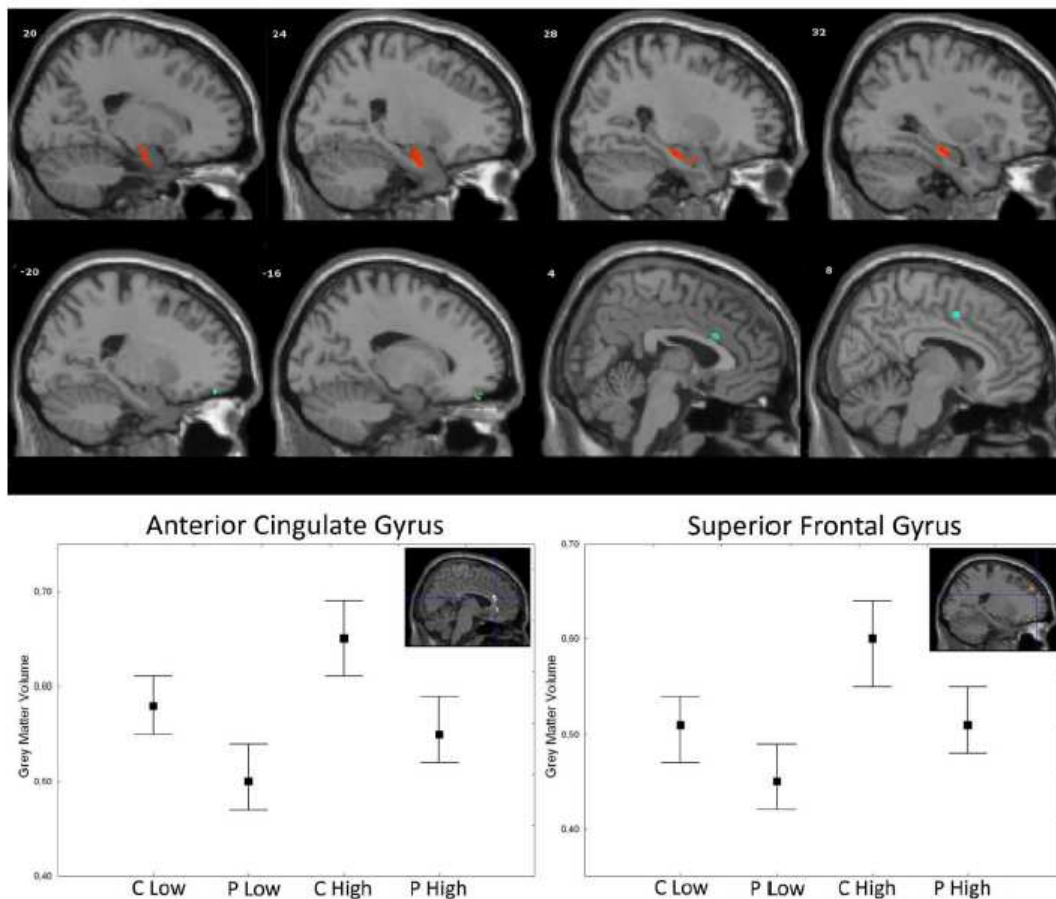 20 24 28 32
-20 -16 4 8
Anterior Cingulate Gyrus
Superior Frontal Gyrus
Grey Matter Volume
0,70
0,60
0,50
0,40
C Low P Low C High P High
Grey Matter Volume
0,70
0,60
0,50
0,40
C Low P Low C High P High